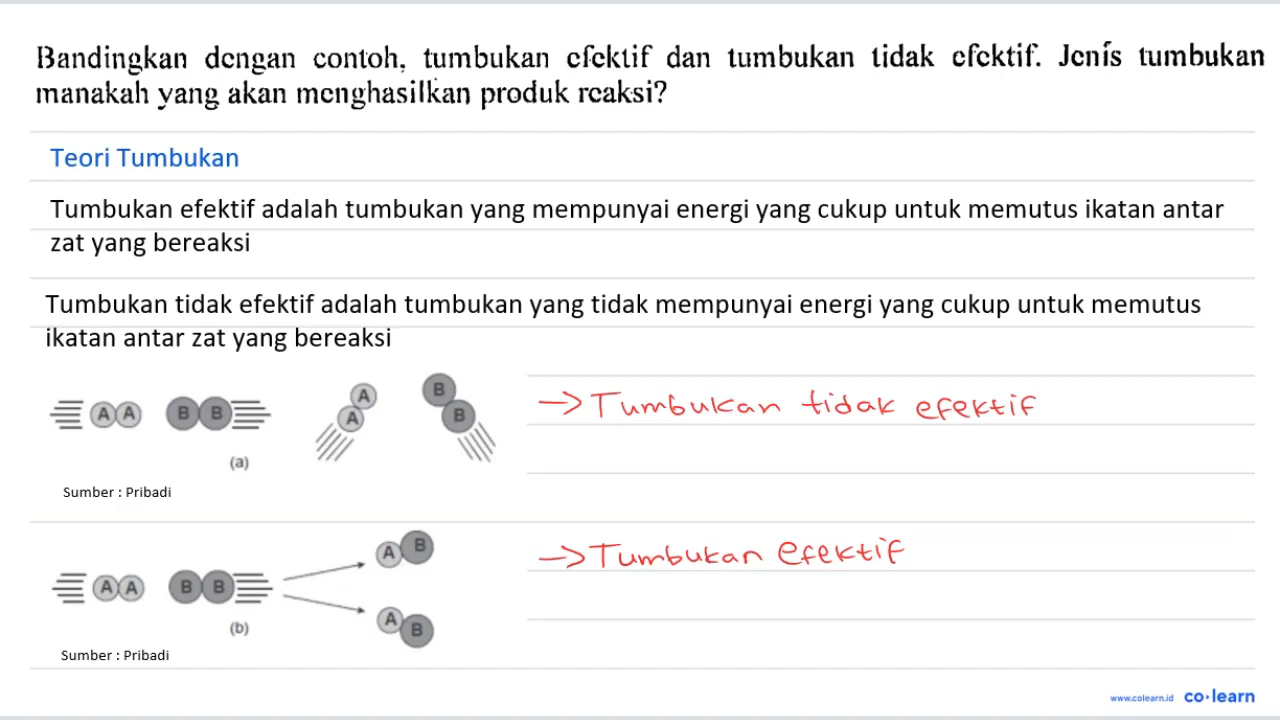 Bandingkan dengan contoh, tumbukan efektif dan tumbukan tidak efektif. Jenis tumbukan
manakah yang akan menghasilkan produk reaksi?
Teori Tumbukan
Tumbukan efektif adalah tumbukan yang mempunyai energi yang cukup untuk memutus ikatan antar
zat yang bereaksi
Tumbukan tidak efektif adalah tumbukan yang tidak mempunyai energi yang cukup untuk memutus
ikatan antar zat yang bereaksi
A A B B A A B B
→ Tumbukan tidak efektif
(a)
Sumber : Pribadi
A A B B A B A B
→ Tumbukan efektif
(b)
Sumber : Pribadi
www.colearn.id co·learn